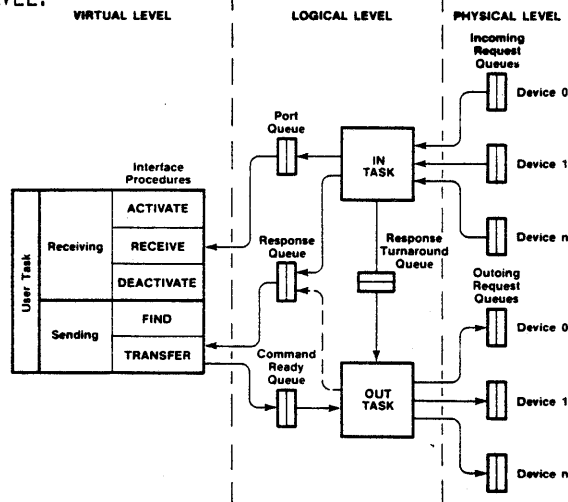 VIRTUAL LEVEL
LOGICAL LEVEL
PHYSICAL LEVEL
Incoming
Request
Queues
Device 0
Device 1
Device n
Port
Queue
IN
TASK
Interface
Procedures
User Task
Receiving
ACTIVATE
RECEIVE
DEACTIVATE
Sending
FIND
TRANSFER
Response
Queue
Response
Turnaround
Queue
Command
Ready
Queue
OUT
TASK
Outoing
Request
Queues
Device 0
Device 1
Device n